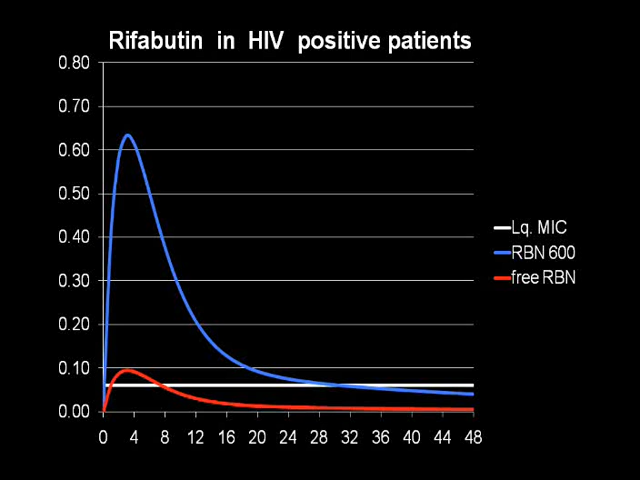 Rifabutin in HIV positive patients
0.80
0.70
0.60
0.50
0.40
0.30
0.20
0.10
0.00
0 4 8 12 16 20 24 28 32 36 40 44 48
Lq. MIC
RBN 600
free RBN